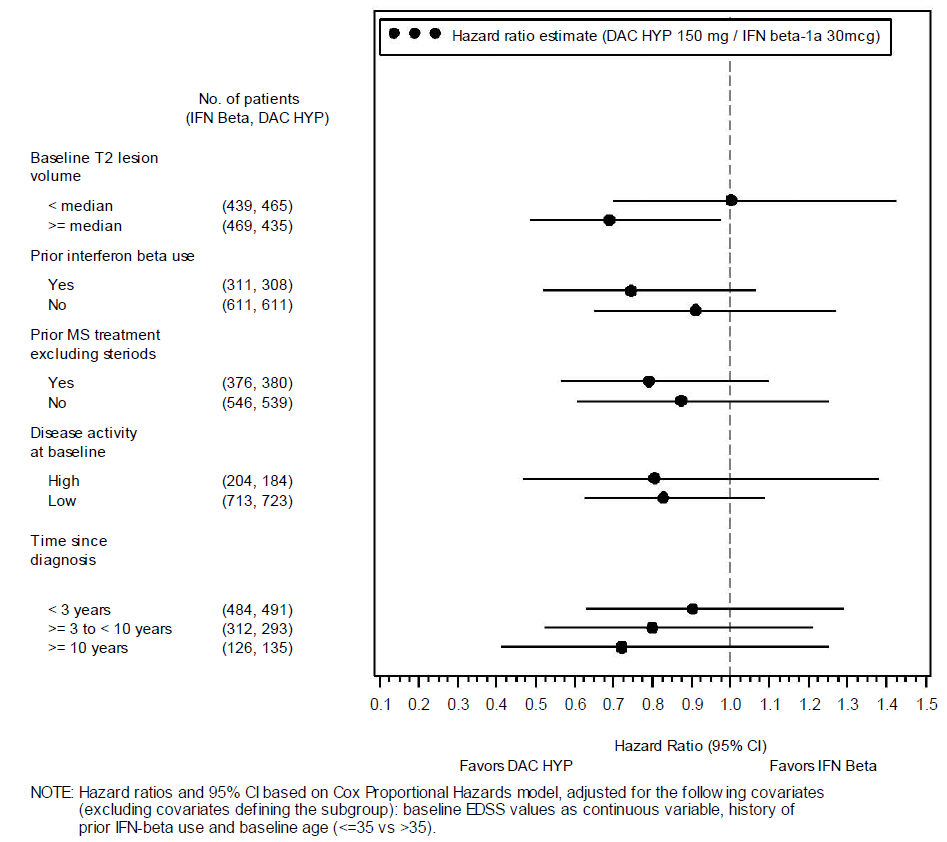 Hazard ratio estimate (DAC HYP 150 mg / IFN beta-1a 30mcg)
No. of patients
(IFN Beta, DAC HYP)
Baseline T2 lesion
volume
< median (439, 465)
>= median (469, 435)
Prior interferon beta use
Yes (311, 308)
No (611, 611)
Prior MS treatment
excluding steriods
Yes (376, 380)
No (546, 539)
Disease activity
at baseline
High (204, 184)
Low (713, 723)
Time since
diagnosis
< 3 years (484, 491)
>= 3 to < 10 years (312, 293)
>= 10 years (126, 135)
0.1 0.2 0.3 0.4 0.5 0.6 0.7 0.8 0.9 1.0 1.1 1.2 1.3 1.4 1.5
Hazard Ratio (95% CI)
Favors DAC HYP Favors IFN Beta
NOTE: Hazard ratios and 95% CI based on Cox Proportional Hazards model, adjusted for the following covariates
(excluding covariates defining the subgroup): baseline EDSS values as continuous variable, history of
prior IFN-beta use and baseline age (<=35 vs >35).